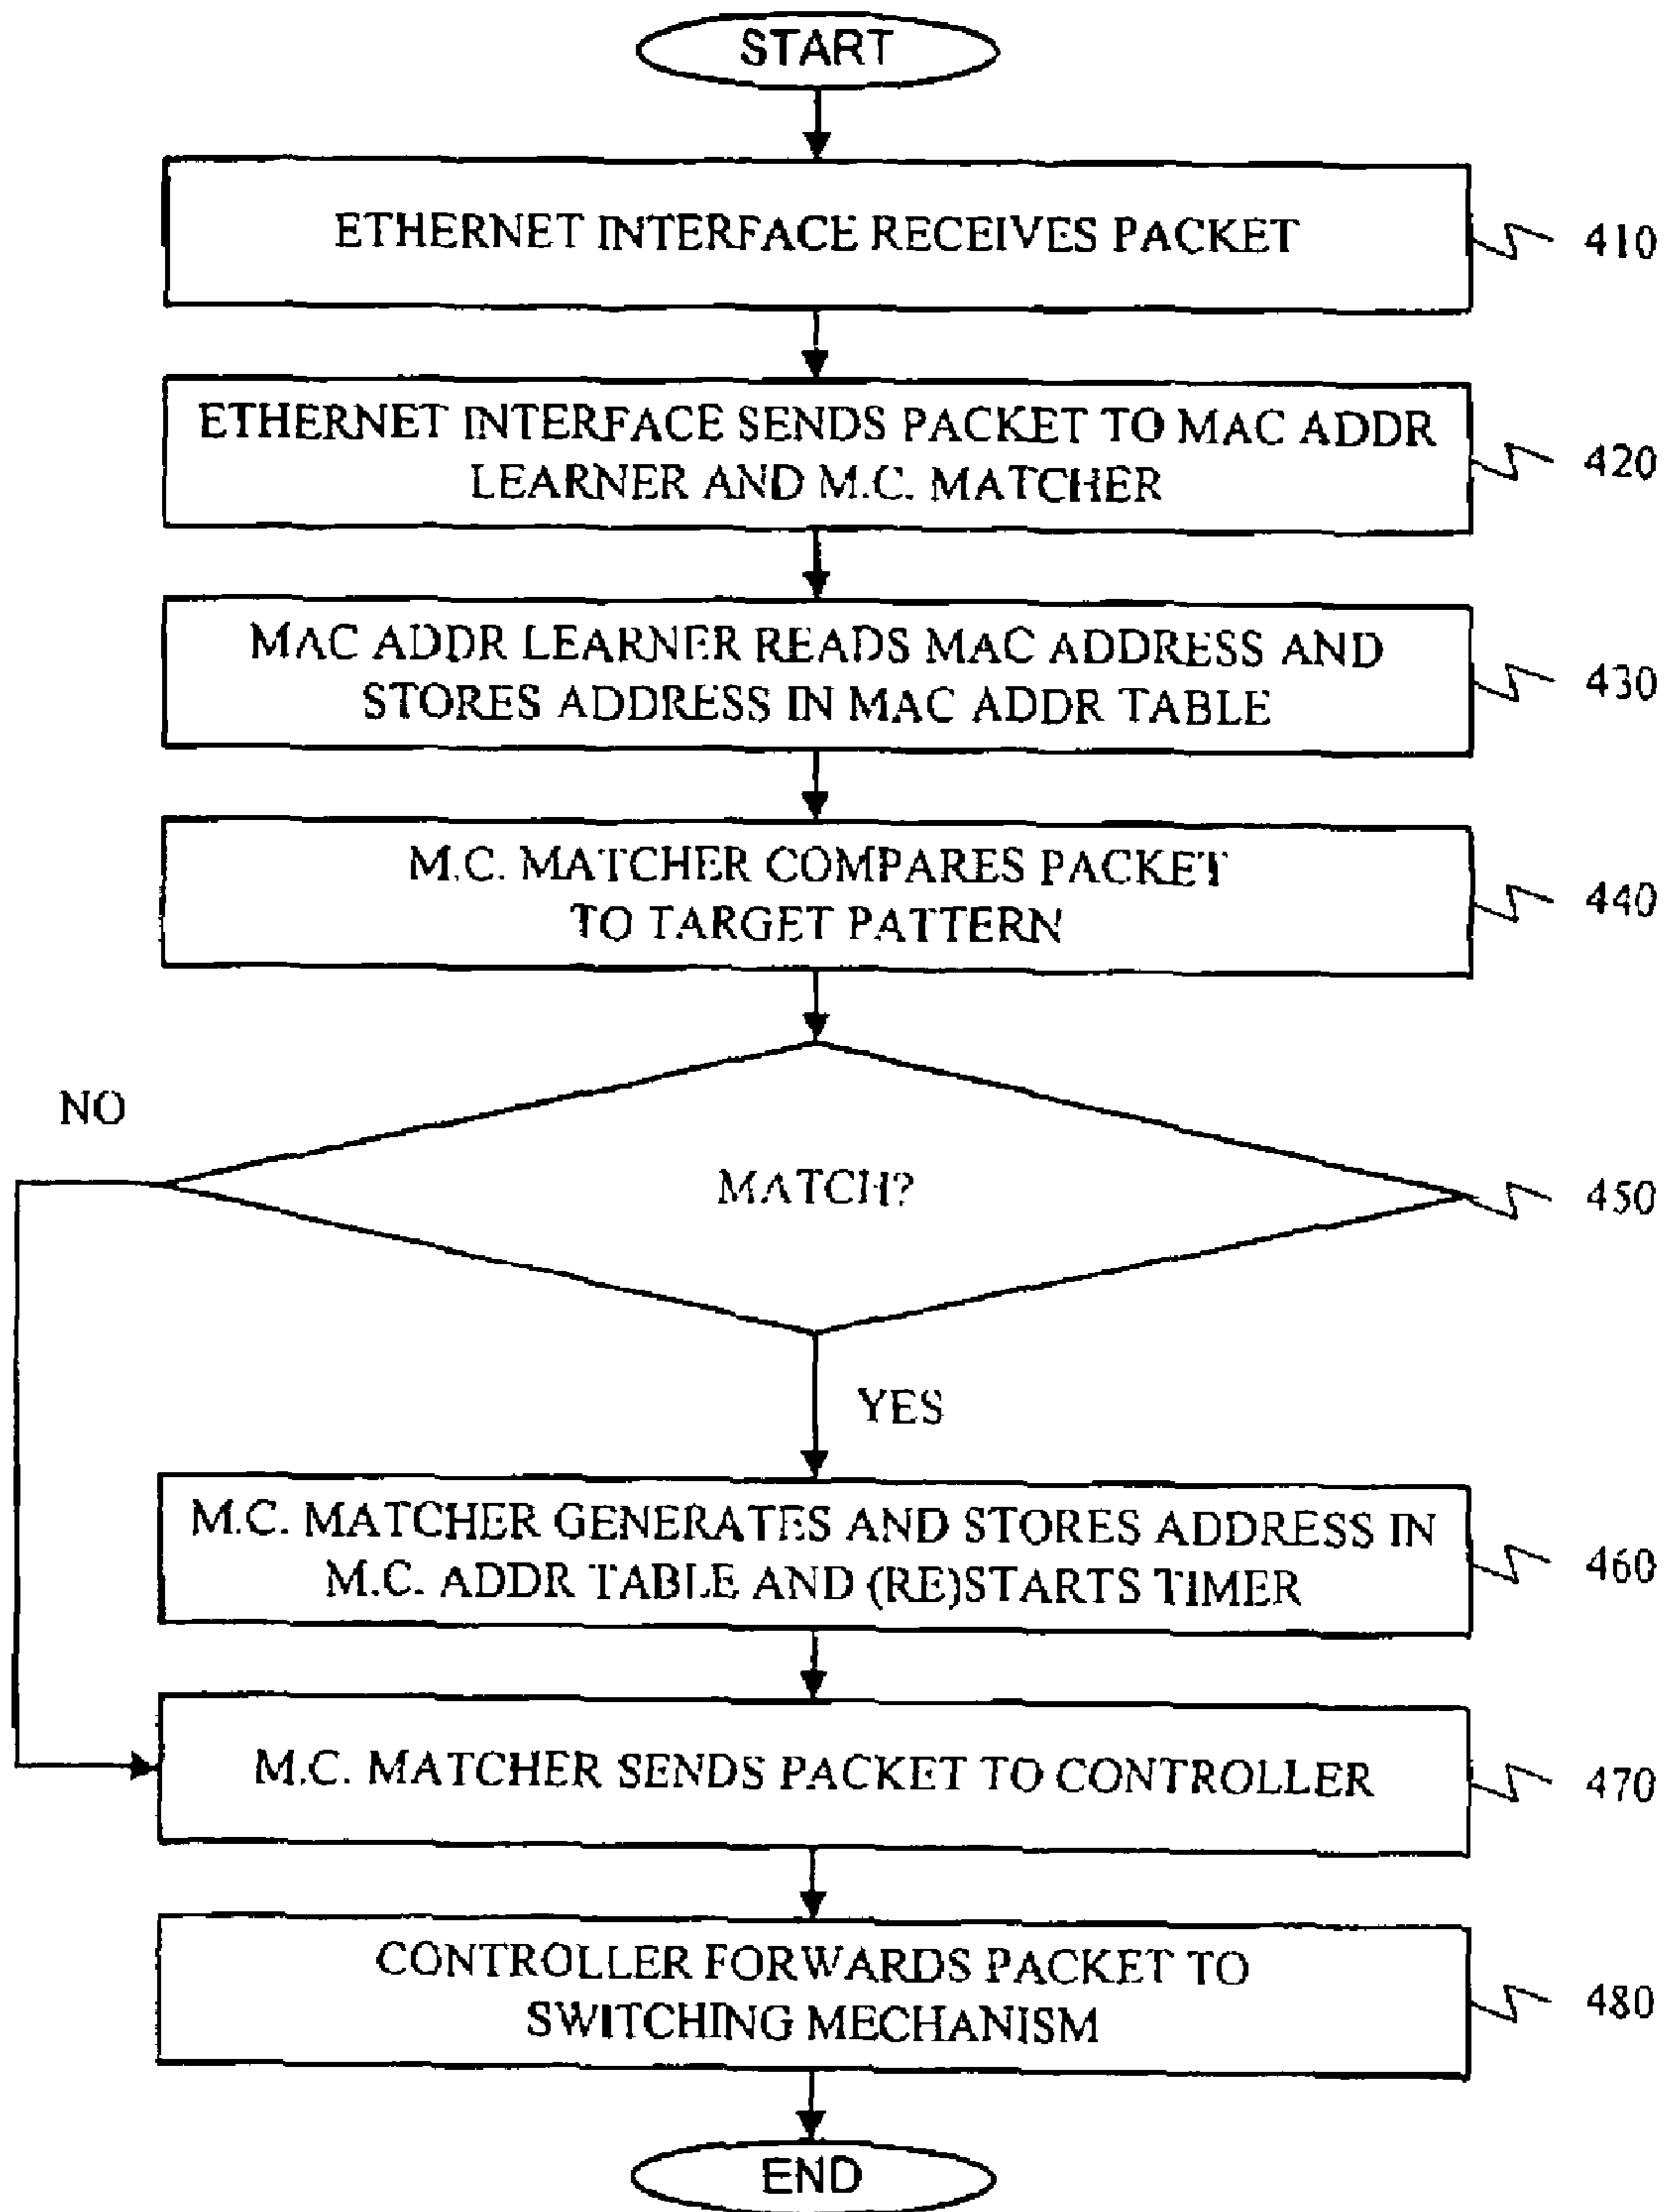 START
ETHERNET INTERFACE RECEIVES PACKET
410
ETHERNET INTERFACE SENDS PACKET TO MAC ADDR
LEARNER AND M.C. MATCHER
420
MAC ADDR LEARNER READS MAC ADDRESS AND
STORES ADDRESS IN MAC ADDR TABLE
430
M.C. MATCHER COMPARES PACKET
TO TARGET PATTERN
440
NO
MATCH?
450
YES
M.C. MATCHER GENERATES AND STORES ADDRESS IN
M.C. ADDR TABLE AND (RE)STARTS TIMER
460
M.C. MATCHER SENDS PACKET TO CONTROLLER
470
CONTROLLER FORWARDS PACKET TO
SWITCHING MECHANISM
480
END